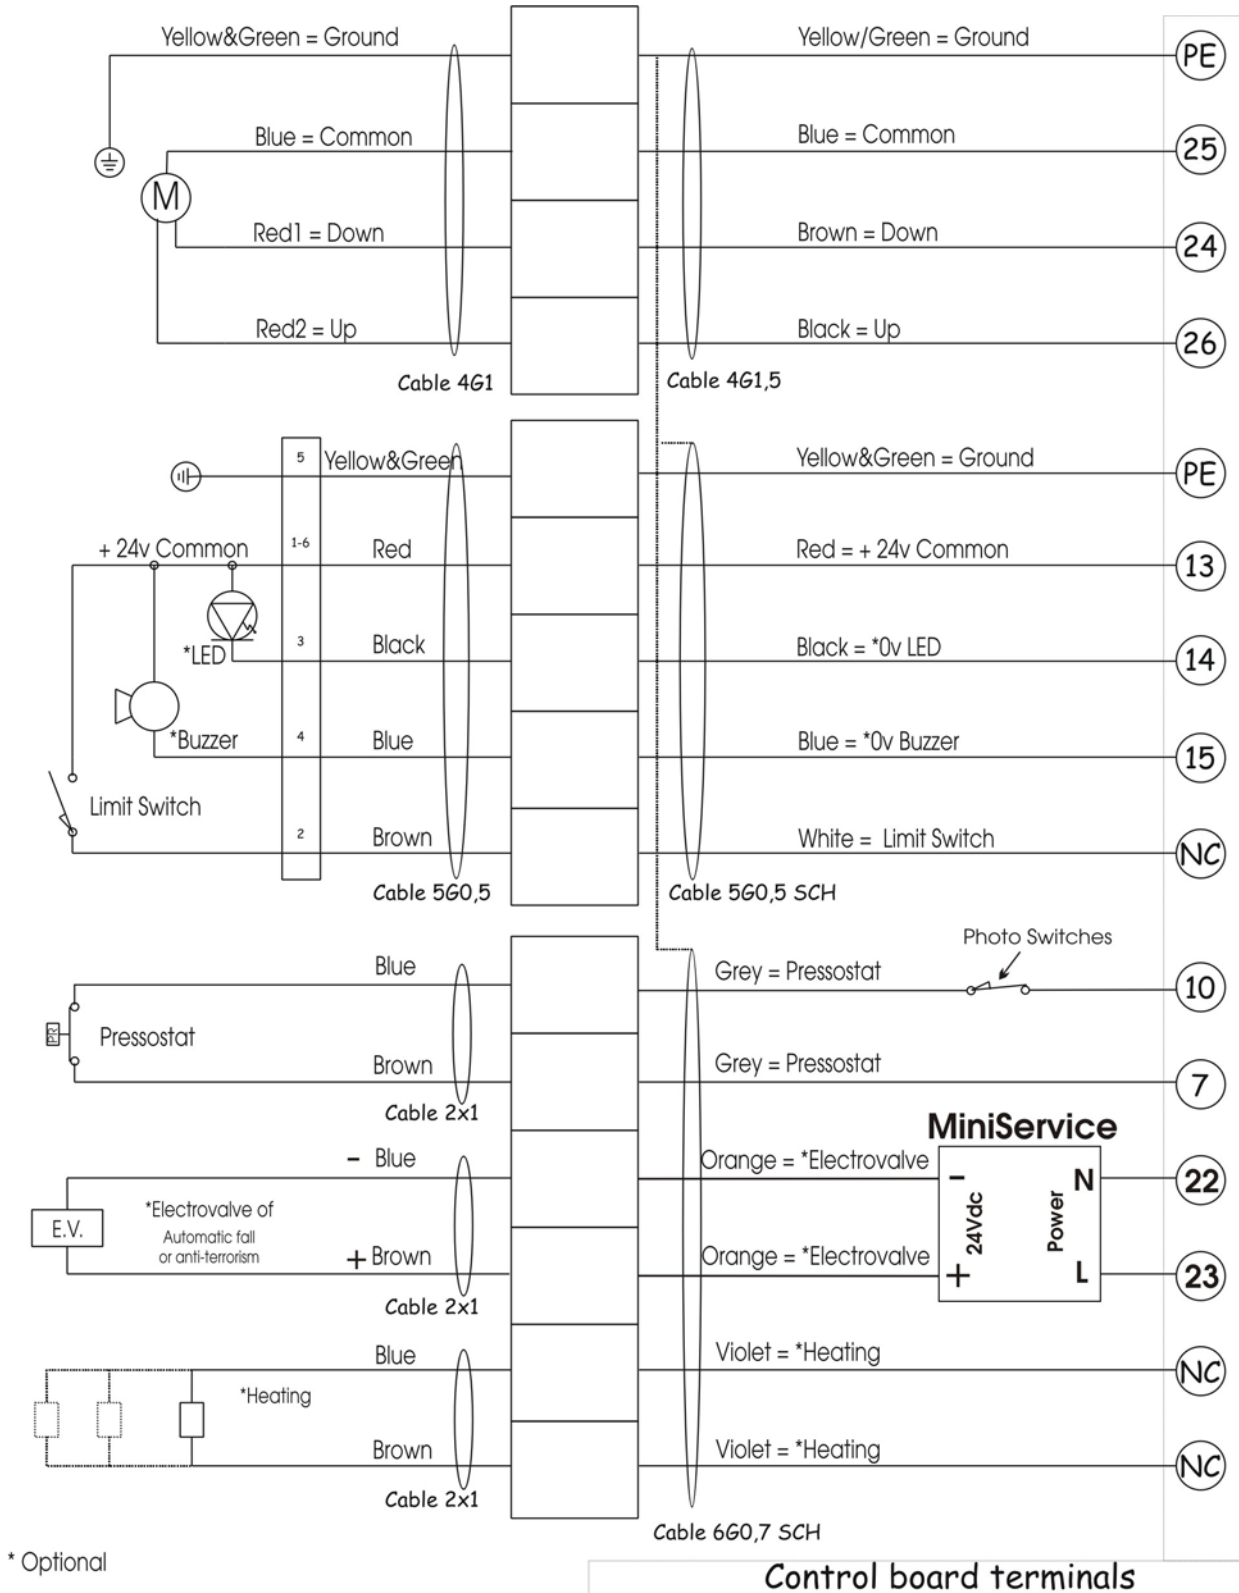 Yellow&Green = Ground
Yellow/Green = Ground
PE
Blue = Common
Blue = Common
25
M
Red1 = Down
Brown = Down
24
Red2 = Up
Black = Up
26
Cable 4G1
Cable 4G1,5
5
Yellow&Green
Yellow&Green = Ground
PE
+ 24v Common
1-6
Red
Red = + 24v Common
13
*LED
3
Black
Black = *0v LED
14
*Buzzer
4
Blue
Blue = *0v Buzzer
15
Limit Switch
2
Brown
White = Limit Switch
NC
Cable 5G0,5
Cable 5G0,5 SCH
Photo Switches
Blue
Grey = Pressostat
10
PR
Pressostat
Brown
Grey = Pressostat
7
Cable 2x1
MiniService
- Blue
Orange = *Electrovalve
-
N
22
E.V.
*Electrovalve of
Automatic fall
or anti-terrorism
24Vdc
Power
+ Brown
Orange = *Electrovalve
+
L
23
Cable 2x1
Blue
Violet = *Heating
NC
*Heating
Brown
Violet = *Heating
NC
Cable 2x1
Cable 6G0,7 SCH
* Optional
Control board terminals